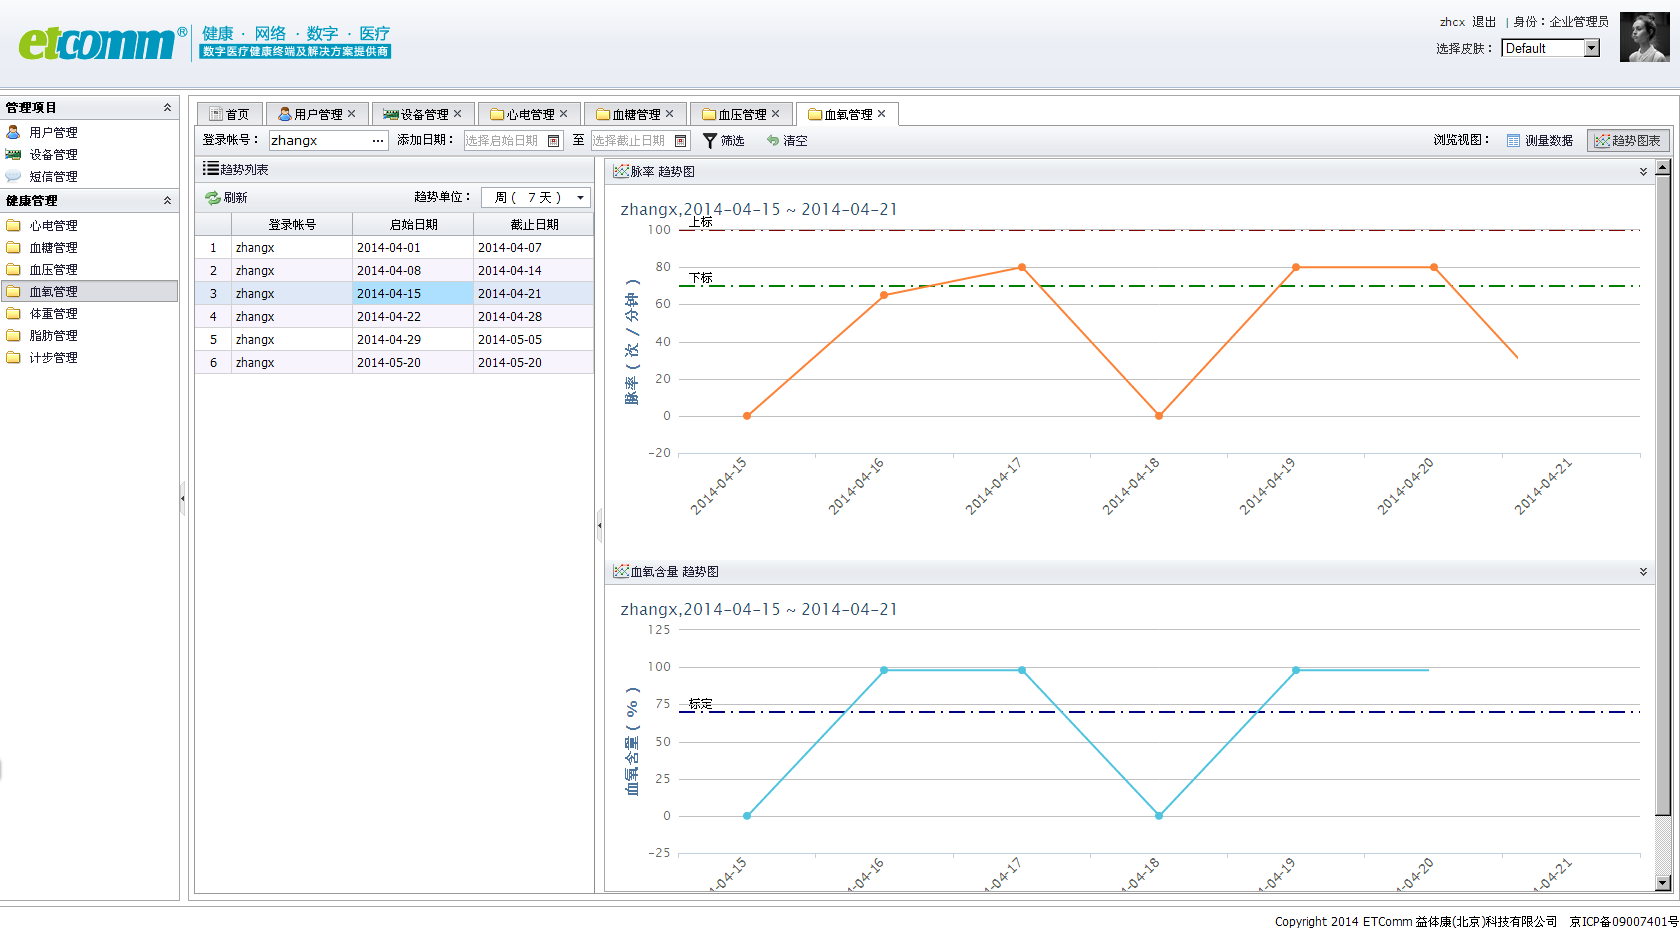 zhcx 退出 | 身份：企业管理员
etcomm® 健康 · 网络 · 数字 · 医疗
数字医疗健康终端及解决方案提供商
选择皮肤： Default
管理项目
用户管理
设备管理
短信管理
健康管理
心电管理
血糖管理
血压管理
血氧管理
体重管理
脂肪管理
计步管理
首页 用户管理 设备管理 心电管理 血糖管理 血压管理 血氧管理
登录帐号： zhangx ... 添加日期： 选择启始日期 至 选择截止日期 筛选 清空 浏览视图： 测量数据 趋势图表
趋势列表
刷新 趋势单位： 周 ( 7 天 )
登录帐号 启始日期 截止日期
1 zhangx 2014-04-01 2014-04-07
2 zhangx 2014-04-08 2014-04-14
3 zhangx 2014-04-15 2014-04-21
4 zhangx 2014-04-22 2014-04-28
5 zhangx 2014-04-29 2014-05-05
6 zhangx 2014-05-20 2014-05-20
脉率 趋势图
zhangx,2014-04-15 ~ 2014-04-21
上标
100
80
下标
60
40
20
0
-20
脉率 ( 次 / 分钟 )
2014-04-15 2014-04-16 2014-04-17 2014-04-18 2014-04-19 2014-04-20 2014-04-21
血氧含量 趋势图
zhangx,2014-04-15 ~ 2014-04-21
125
100
75
标定
50
25
0
-25
血氧含量 ( % )
-04-15 -04-16 -04-17 -04-18 -04-19 -04-20 -04-21
Copyright 2014 ETComm 益体康(北京)科技有限公司 京ICP备09007401号